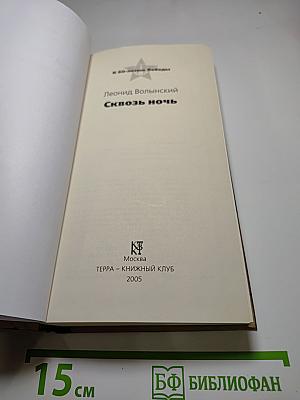 К 60-летию Победы
Леонид Волынский
Сквозь ночь
Москва
ТЕРРА – КНИЖНЫЙ КЛУБ
2005
15 см
БФ БИБЛИОФАН